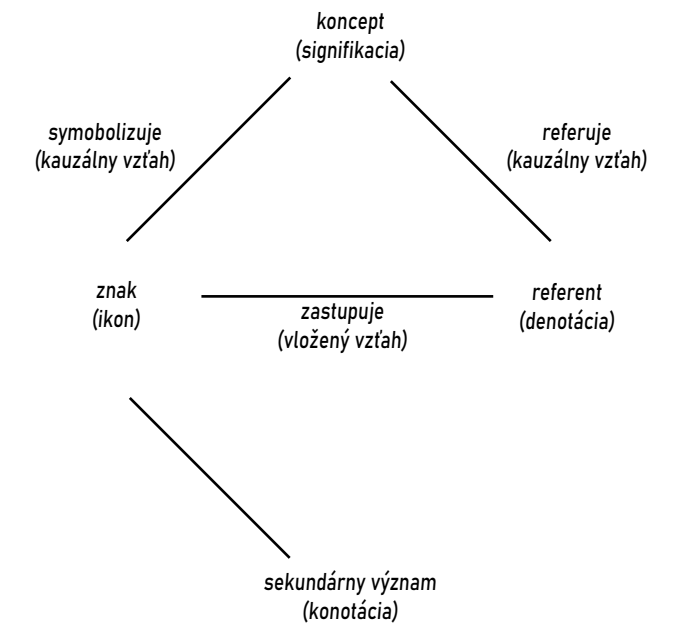 koncept
(signifikacia)
symobolizuje
(kauzálny vzťah)
referuje
(kauzálny vzťah)
znak
(ikon)
zastupuje
(vložený vzťah)
referent
(denotácia)
sekundárny význam
(konotácia)